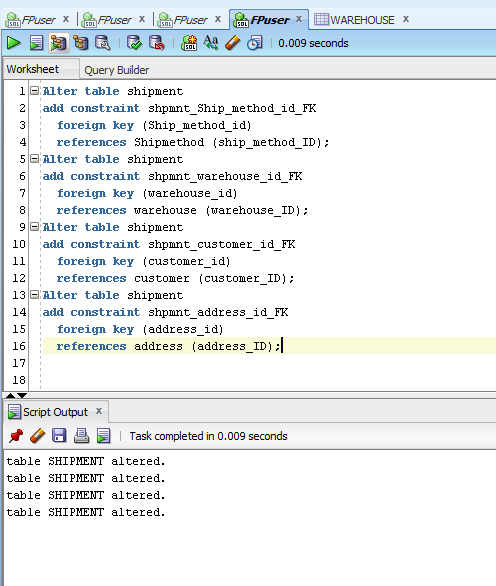 FPuser x FPuser x FPuser x FPuser x WAREHOUSE x
SQL SQL SQL SQL
Aa 0.009 seconds
Worksheet Query Builder
1 Alter table shipment
2 add constraint shpmnt_Ship_method_id_FK
3 foreign key (Ship_method_id)
4 references Shipmethod (ship_method_ID);
5 Alter table shipment
6 add constraint shpmnt_warehouse_id_FK
7 foreign key (warehouse_id)
8 references warehouse (warehouse_ID);
9 Alter table shipment
10 add constraint shpmnt_customer_id_FK
11 foreign key (customer_id)
12 references customer (customer_ID);
13 Alter table shipment
14 add constraint shpmnt_address_id_FK
15 foreign key (address_id)
16 references address (address_ID);
17
18
Script Output x
Task completed in 0.009 seconds
table SHIPMENT altered.
table SHIPMENT altered.
table SHIPMENT altered.
table SHIPMENT altered.